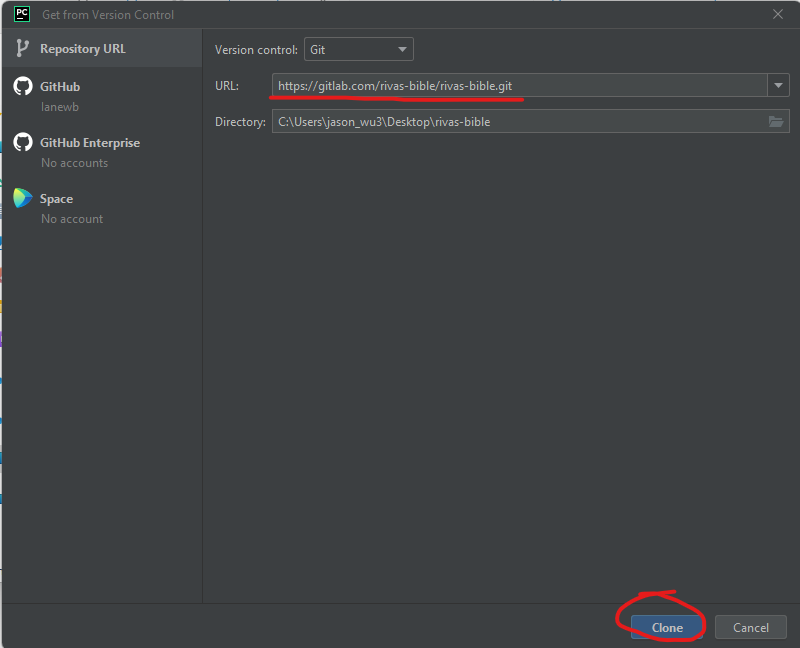 PC Get from Version Control
Repository URL
GitHub
lanewb
GitHub Enterprise
No accounts
Space
No account
Version control: Git
URL: https://gitlab.com/rivas-bible/rivas-bible.git
Directory: C:\Users\jason_wu3\Desktop\rivas-bible
Clone Cancel